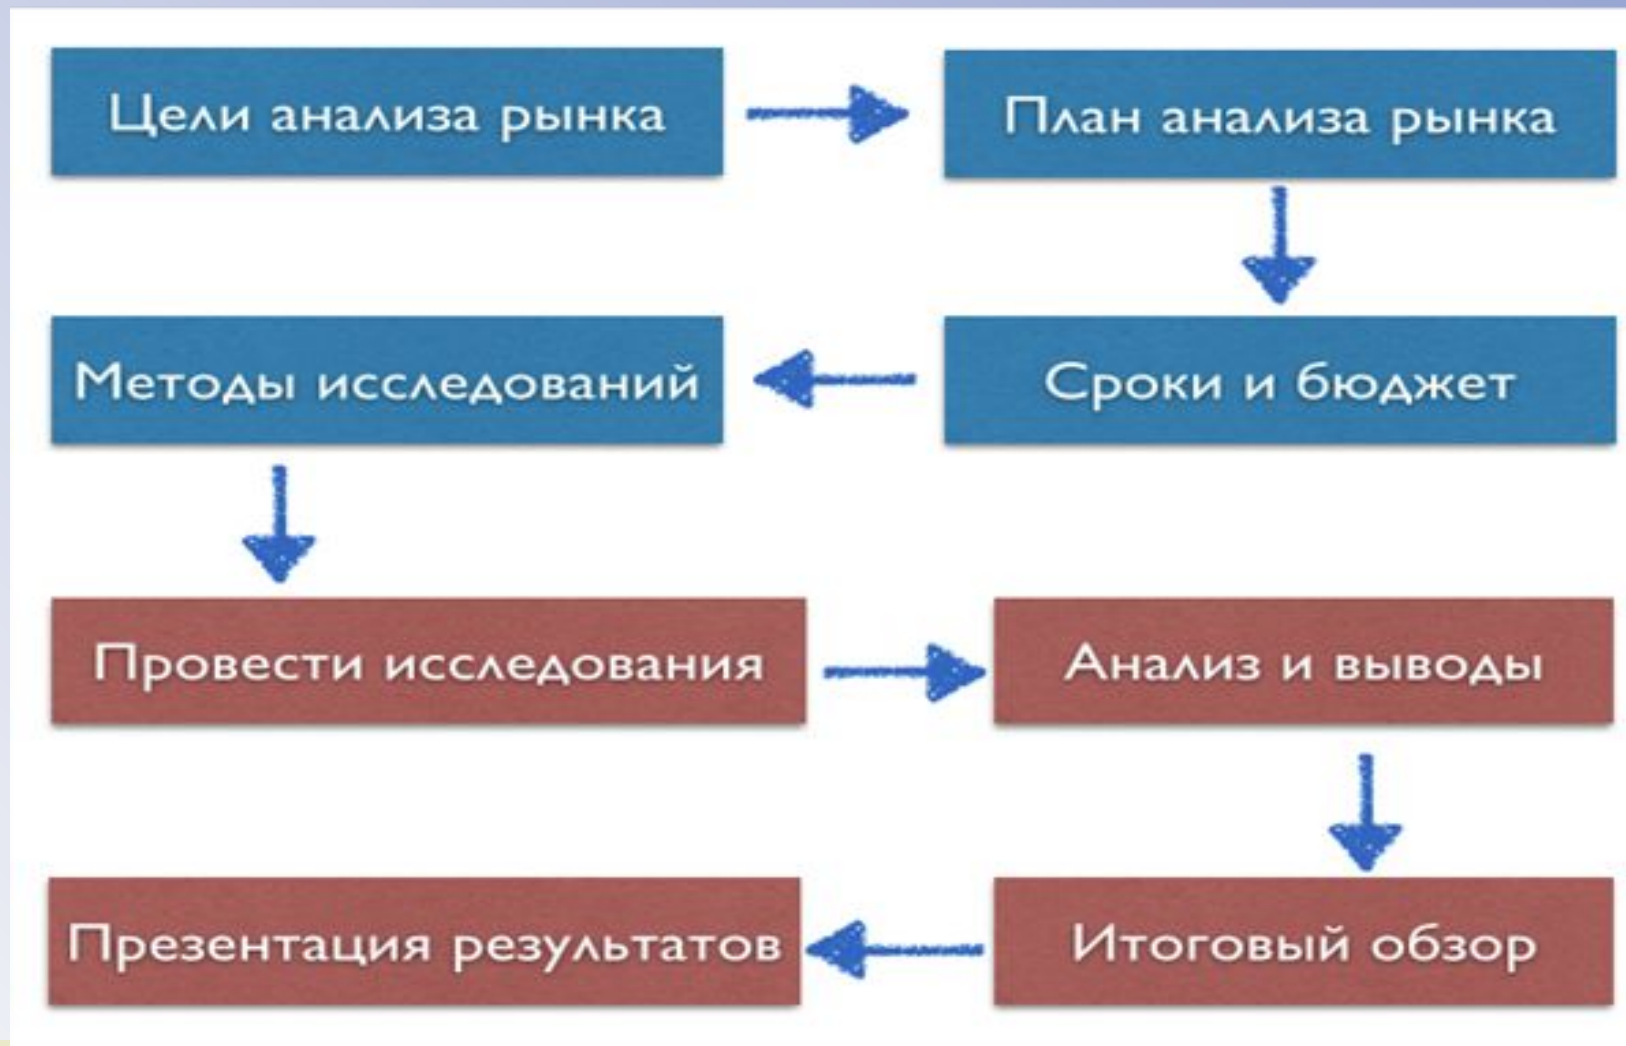 Цели анализа рынка
План анализа рынка
Сроки и бюджет
Методы исследований
Провести исследования
Анализ и выводы
Итоговый обзор
Презентация результатов